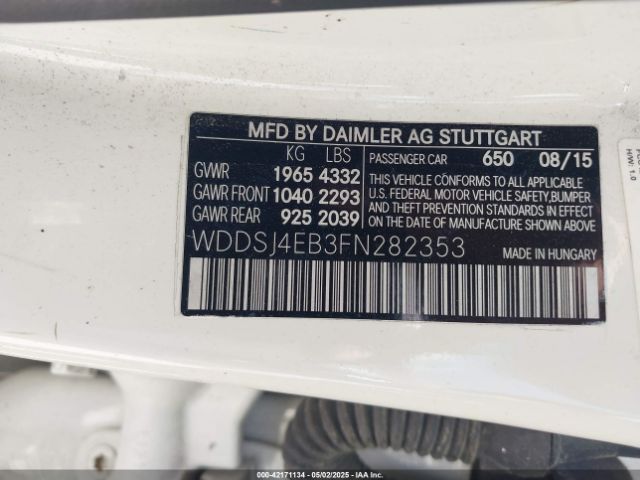 MFD BY DAIMLER AG STUTTGART
KG LBS
GVWR 1965 4332
GAWR FRONT 1040 2293
GAWR REAR 925 2039
PASSENGER CAR 650 08/15
THIS VEHICLE CONFORMS TO ALL APPLICABLE
U.S. FEDERAL MOTOR VEHICLE SAFETY,BUMPER
AND THEFT PREVENTION STANDARDS IN EFFECT
ON THE DATE OF MANUFACTURE SHOWN ABOVE
WDDSJ4EB3FN282353
MADE IN HUNGARY
H/W: 1.0
000-42171134 - 05/02/2025 - IAA Inc.